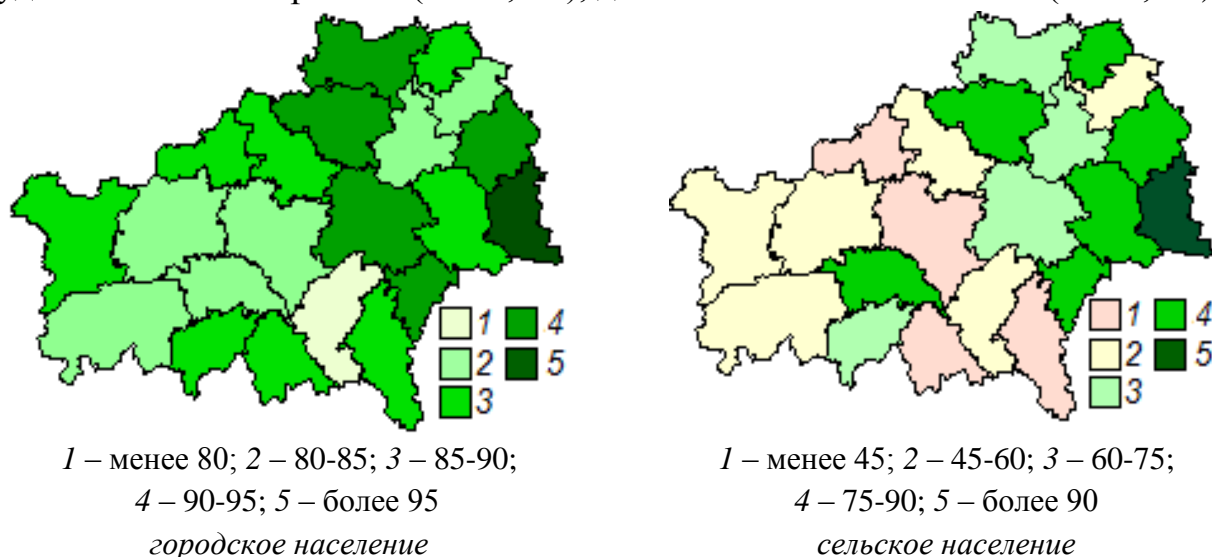 1 4
2 5
3
1 4
2 5
3
1 – менее 80; 2 – 80-85; 3 – 85-90;
4 – 90-95; 5 – более 95
городское население
1 – менее 45; 2 – 45-60; 3 – 60-75;
4 – 75-90; 5 – более 90
сельское население